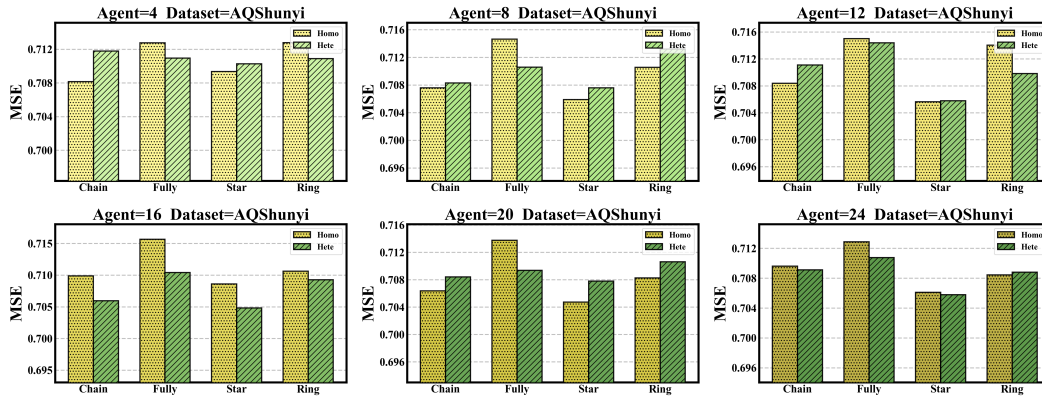 Agent=4 Dataset=AQShunyi
Homo
Hete
0.712
0.708
0.704
0.700
MSE
Chain Fully Star Ring
Agent=8 Dataset=AQShunyi
Homo
Hete
0.716
0.712
0.708
0.704
0.700
0.696
MSE
Chain Fully Star Ring
Agent=12 Dataset=AQShunyi
Homo
Hete
0.716
0.711
0.706
0.701
0.696
MSE
Chain Fully Star Ring
Agent=16 Dataset=AQShunyi
Homo
Hete
0.715
0.710
0.705
0.700
0.695
MSE
Chain Fully Star Ring
Agent=20 Dataset=AQShunyi
Homo
Hete
0.716
0.712
0.708
0.704
0.700
0.696
MSE
Chain Fully Star Ring
Agent=24 Dataset=AQShunyi
Homo
Hete
0.712
0.708
0.704
0.700
0.696
MSE
Chain Fully Star Ring